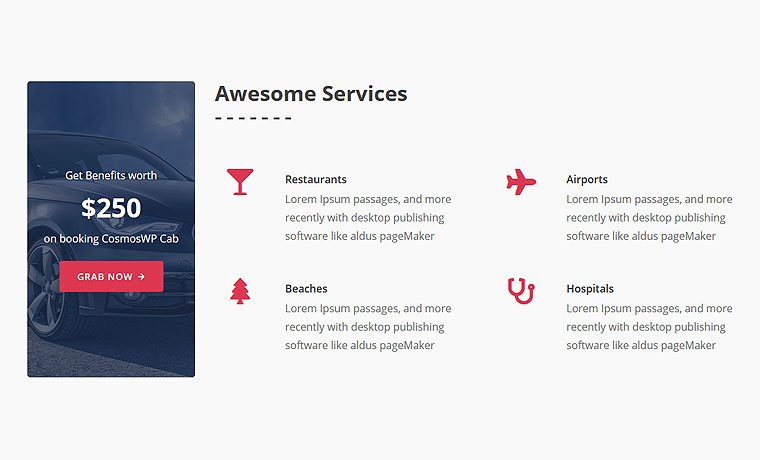 Get Benefits worth
$250
on booking CosmosWP Cab
GRAB NOW →
Awesome Services
Restaurants
Lorem Ipsum passages, and more
recently with desktop publishing
software like aldus pageMaker
Airports
Lorem Ipsum passages, and more
recently with desktop publishing
software like aldus pageMaker
Beaches
Lorem Ipsum passages, and more
recently with desktop publishing
software like aldus pageMaker
Hospitals
Lorem Ipsum passages, and more
recently with desktop publishing
software like aldus pageMaker